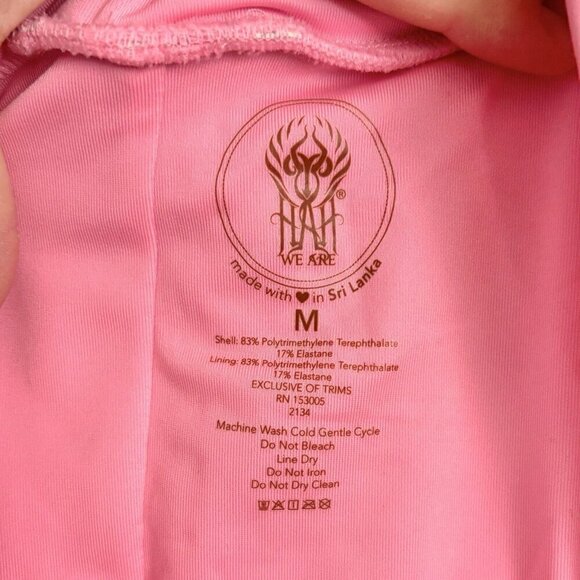 HAH®
WE ARE
made with ♥ in Sri Lanka
M
Shell: 83% Polytrimethylene Terephthalate
17% Elastane
Lining: 83% Polytrimethylene Terephthalate
17% Elastane
EXCLUSIVE OF TRIMS
RN 153005
2134
Machine Wash Cold Gentle Cycle
Do Not Bleach
Line Dry
Do Not Iron
Do Not Dry Clean